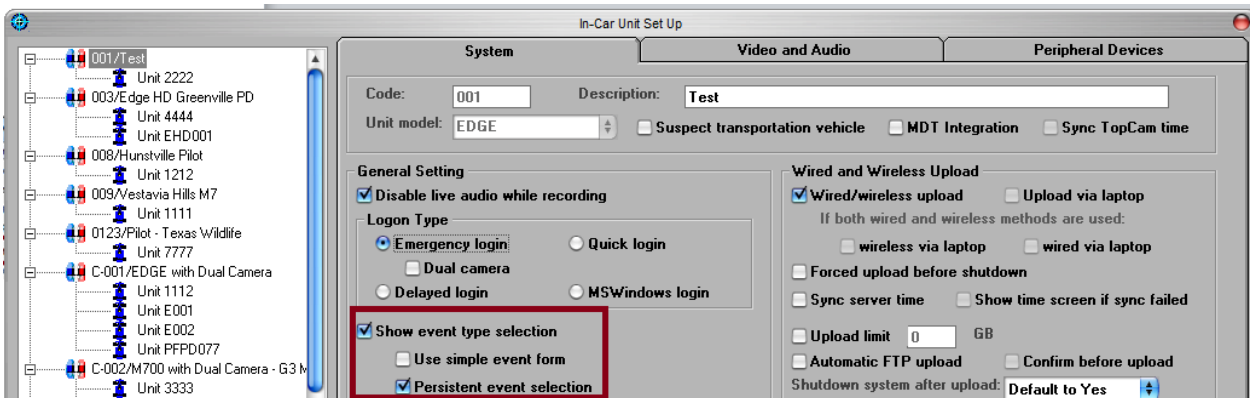 In-Car Unit Set Up
001/Test
Unit 2222
003/Edge HD Greenville PD
Unit 4444
Unit EHD001
008/Hunstville Pilot
Unit 1212
009/Vestavia Hills M7
Unit 1111
0123/Pilot - Texas Wildlife
Unit 7777
C-001/EDGE with Dual Camera
Unit 1112
Unit E001
Unit E002
Unit PFPD077
C-002/M700 with Dual Camera - G3 M
Unit 3333
System
Video and Audio
Peripheral Devices
Code: 001 Description: Test
Unit model: EDGE Suspect transportation vehicle MDT Integration Sync TopCam time
General Setting
Disable live audio while recording
Logon Type
Emergency login Quick login
Dual camera
Delayed login MSWindows login
Show event type selection
Use simple event form
Persistent event selection
Wired and Wireless Upload
Wired/wireless upload Upload via laptop
If both wired and wireless methods are used:
wireless via laptop wired via laptop
Forced upload before shutdown
Sync server time Show time screen if sync failed
Upload limit 0 GB
Automatic FTP upload Confirm before upload
Shutdown system after upload: Default to Yes